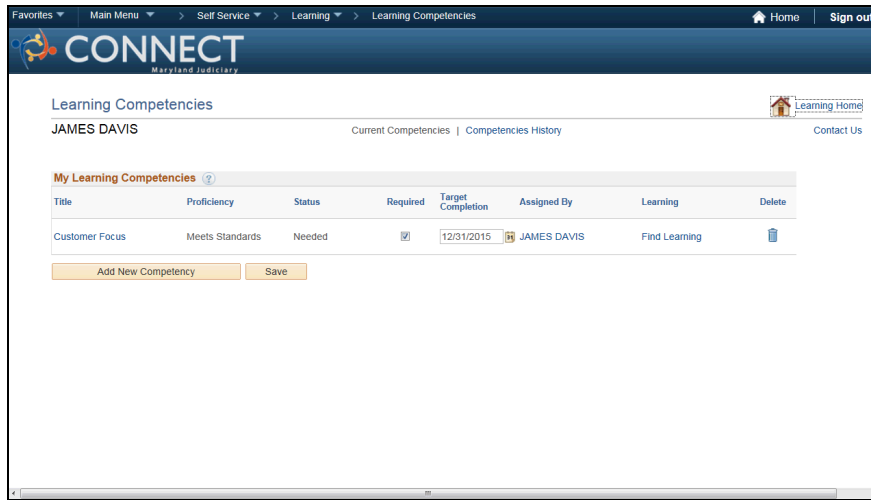 Favorites Main Menu > Self Service > Learning > Learning Competencies Home Sign out
CONNECT
Maryland Judiciary
Learning Competencies Learning Home
JAMES DAVIS Current Competencies | Competencies History Contact Us
My Learning Competencies ?
Title Proficiency Status Required Target Completion Assigned By Learning Delete
Customer Focus Meets Standards Needed 12/31/2015 31 JAMES DAVIS Find Learning
Add New Competency Save